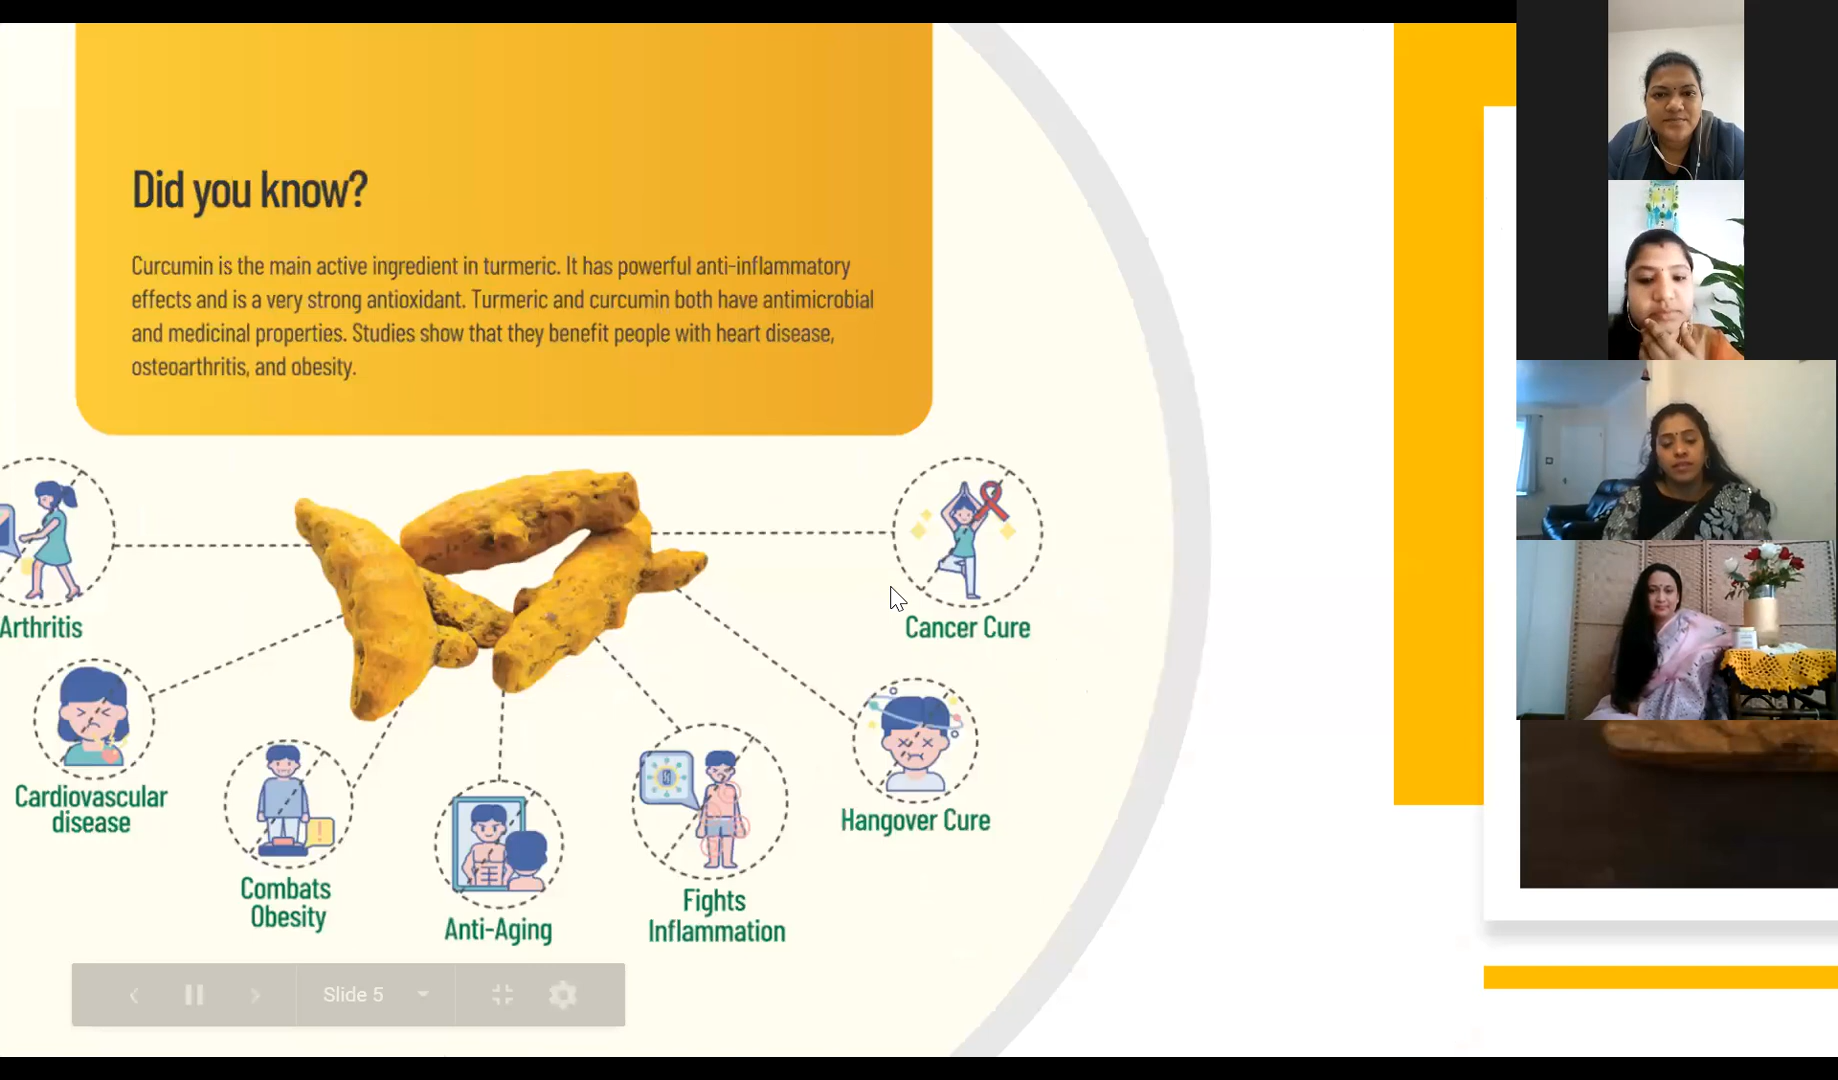 Did you know?
Curcumin is the main active ingredient in turmeric. It has powerful anti-inflammatory
effects and is a very strong antioxidant. Turmeric and curcumin both have antimicrobial
and medicinal properties. Studies show that they benefit people with heart disease,
osteoarthritis, and obesity.
Arthritis
Cancer Cure
Cardiovascular
disease
Hangover Cure
Combats
Obesity
Anti-Aging
Fights
Inflammation
Slide 5